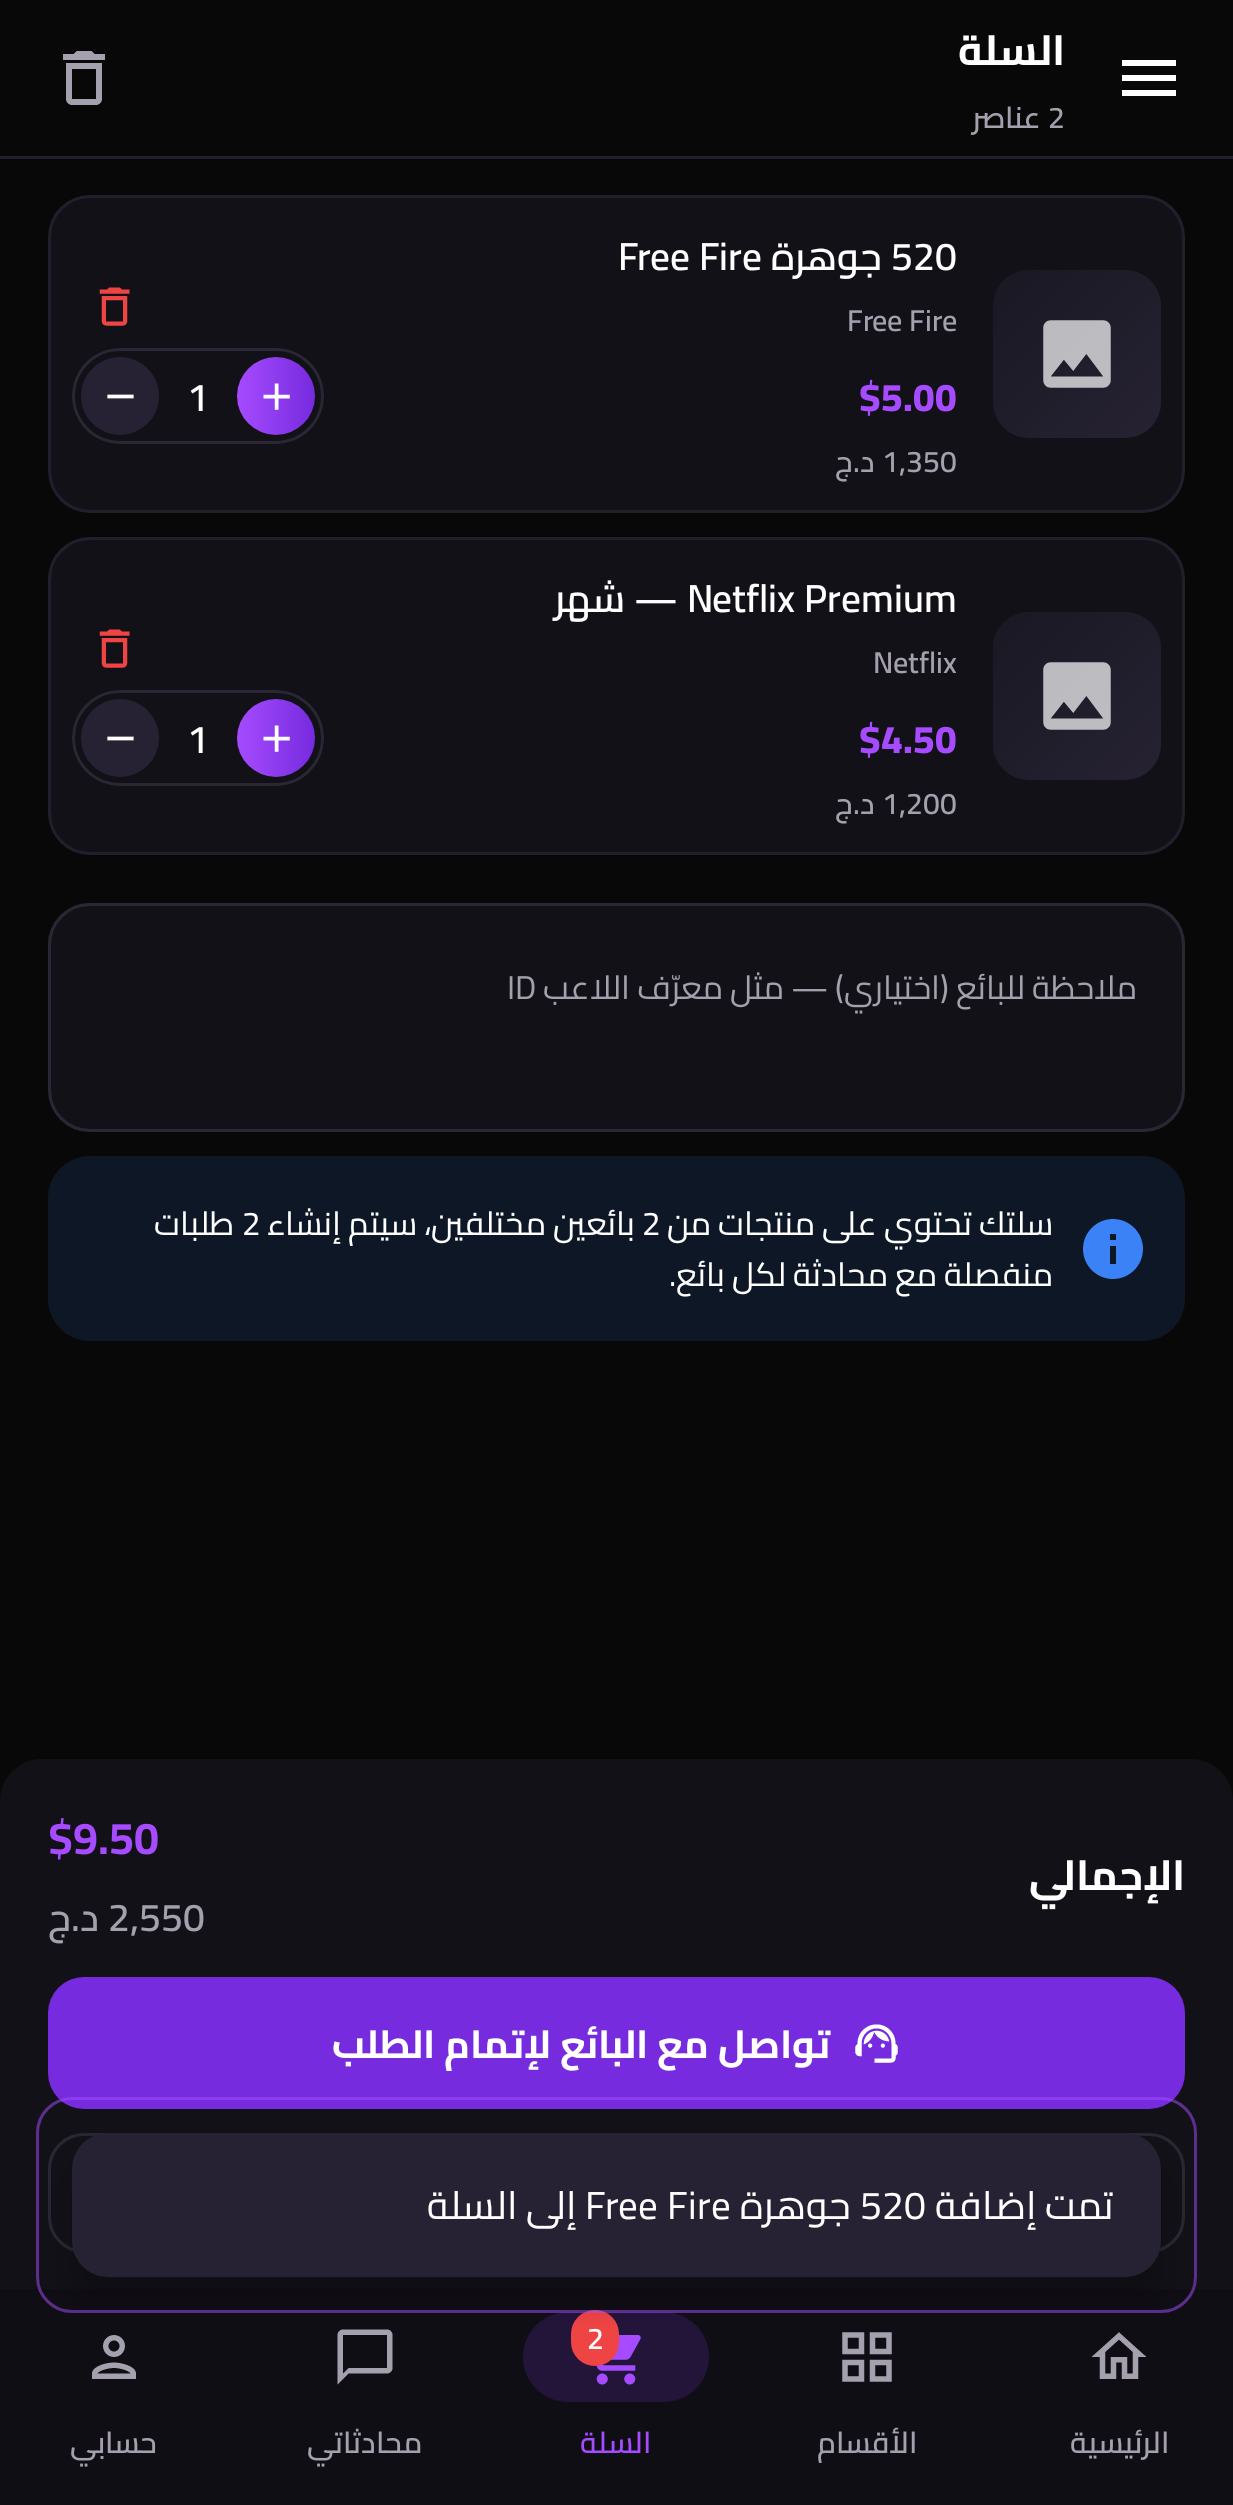 السلة
2 عناصر
520 جوهرة Free Fire
Free Fire
$5.00
1,350 د.ج
1
Netflix Premium — شهر
Netflix
$4.50
1,200 د.ج
1
ملاحظة للبائع (اختياري) — مثل معرّف اللاعب ID
سلتك تحتوي على منتجات من 2 بائعين مختلفين، سيتم إنشاء 2 طلبات
منفصلة مع محادثة لكل بائع.
الإجمالي
$9.50
2,550 د.ج
تواصل مع البائع لإتمام الطلب
تمت إضافة 520 جوهرة Free Fire إلى السلة
2
الرئيسية
الأقسام
السلة
محادثاتي
حسابي